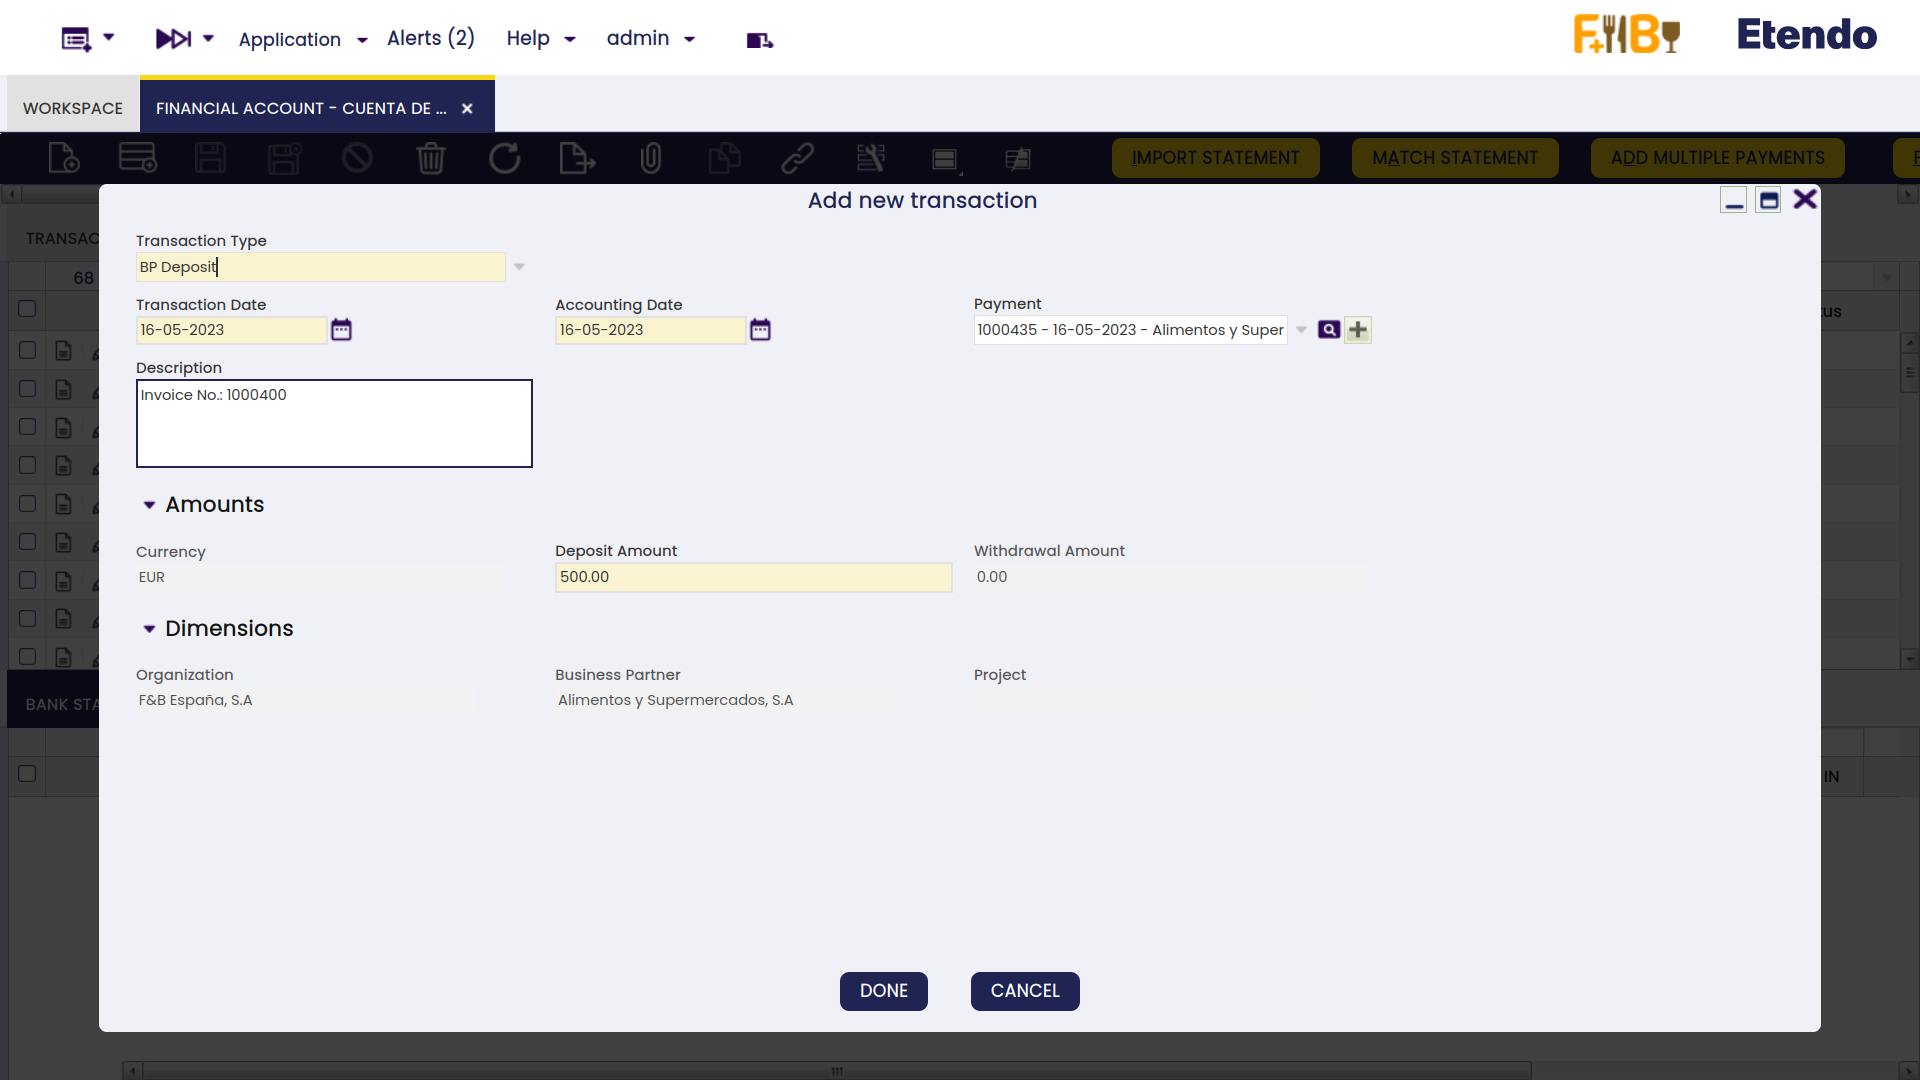 Application
Alerts (2)
Help
admin
F+B
Etendo
WORKSPACE
FINANCIAL ACCOUNT - CUENTA DE ...
IMPORT STATEMENT
MATCH STATEMENT
ADD MULTIPLE PAYMENTS
Add new transaction
TRANSAC
68
Transaction Type
BP Deposit
Transaction Date
16-05-2023
Accounting Date
16-05-2023
Payment
1000435 - 16-05-2023 - Alimentos y Super
Description
Invoice No.: 1000400
Amounts
Currency
EUR
Deposit Amount
500.00
Withdrawal Amount
0.00
Dimensions
Organization
F&B España, S.A
Business Partner
Alimentos y Supermercados, S.A
Project
BANK STA
IN
DONE
CANCEL